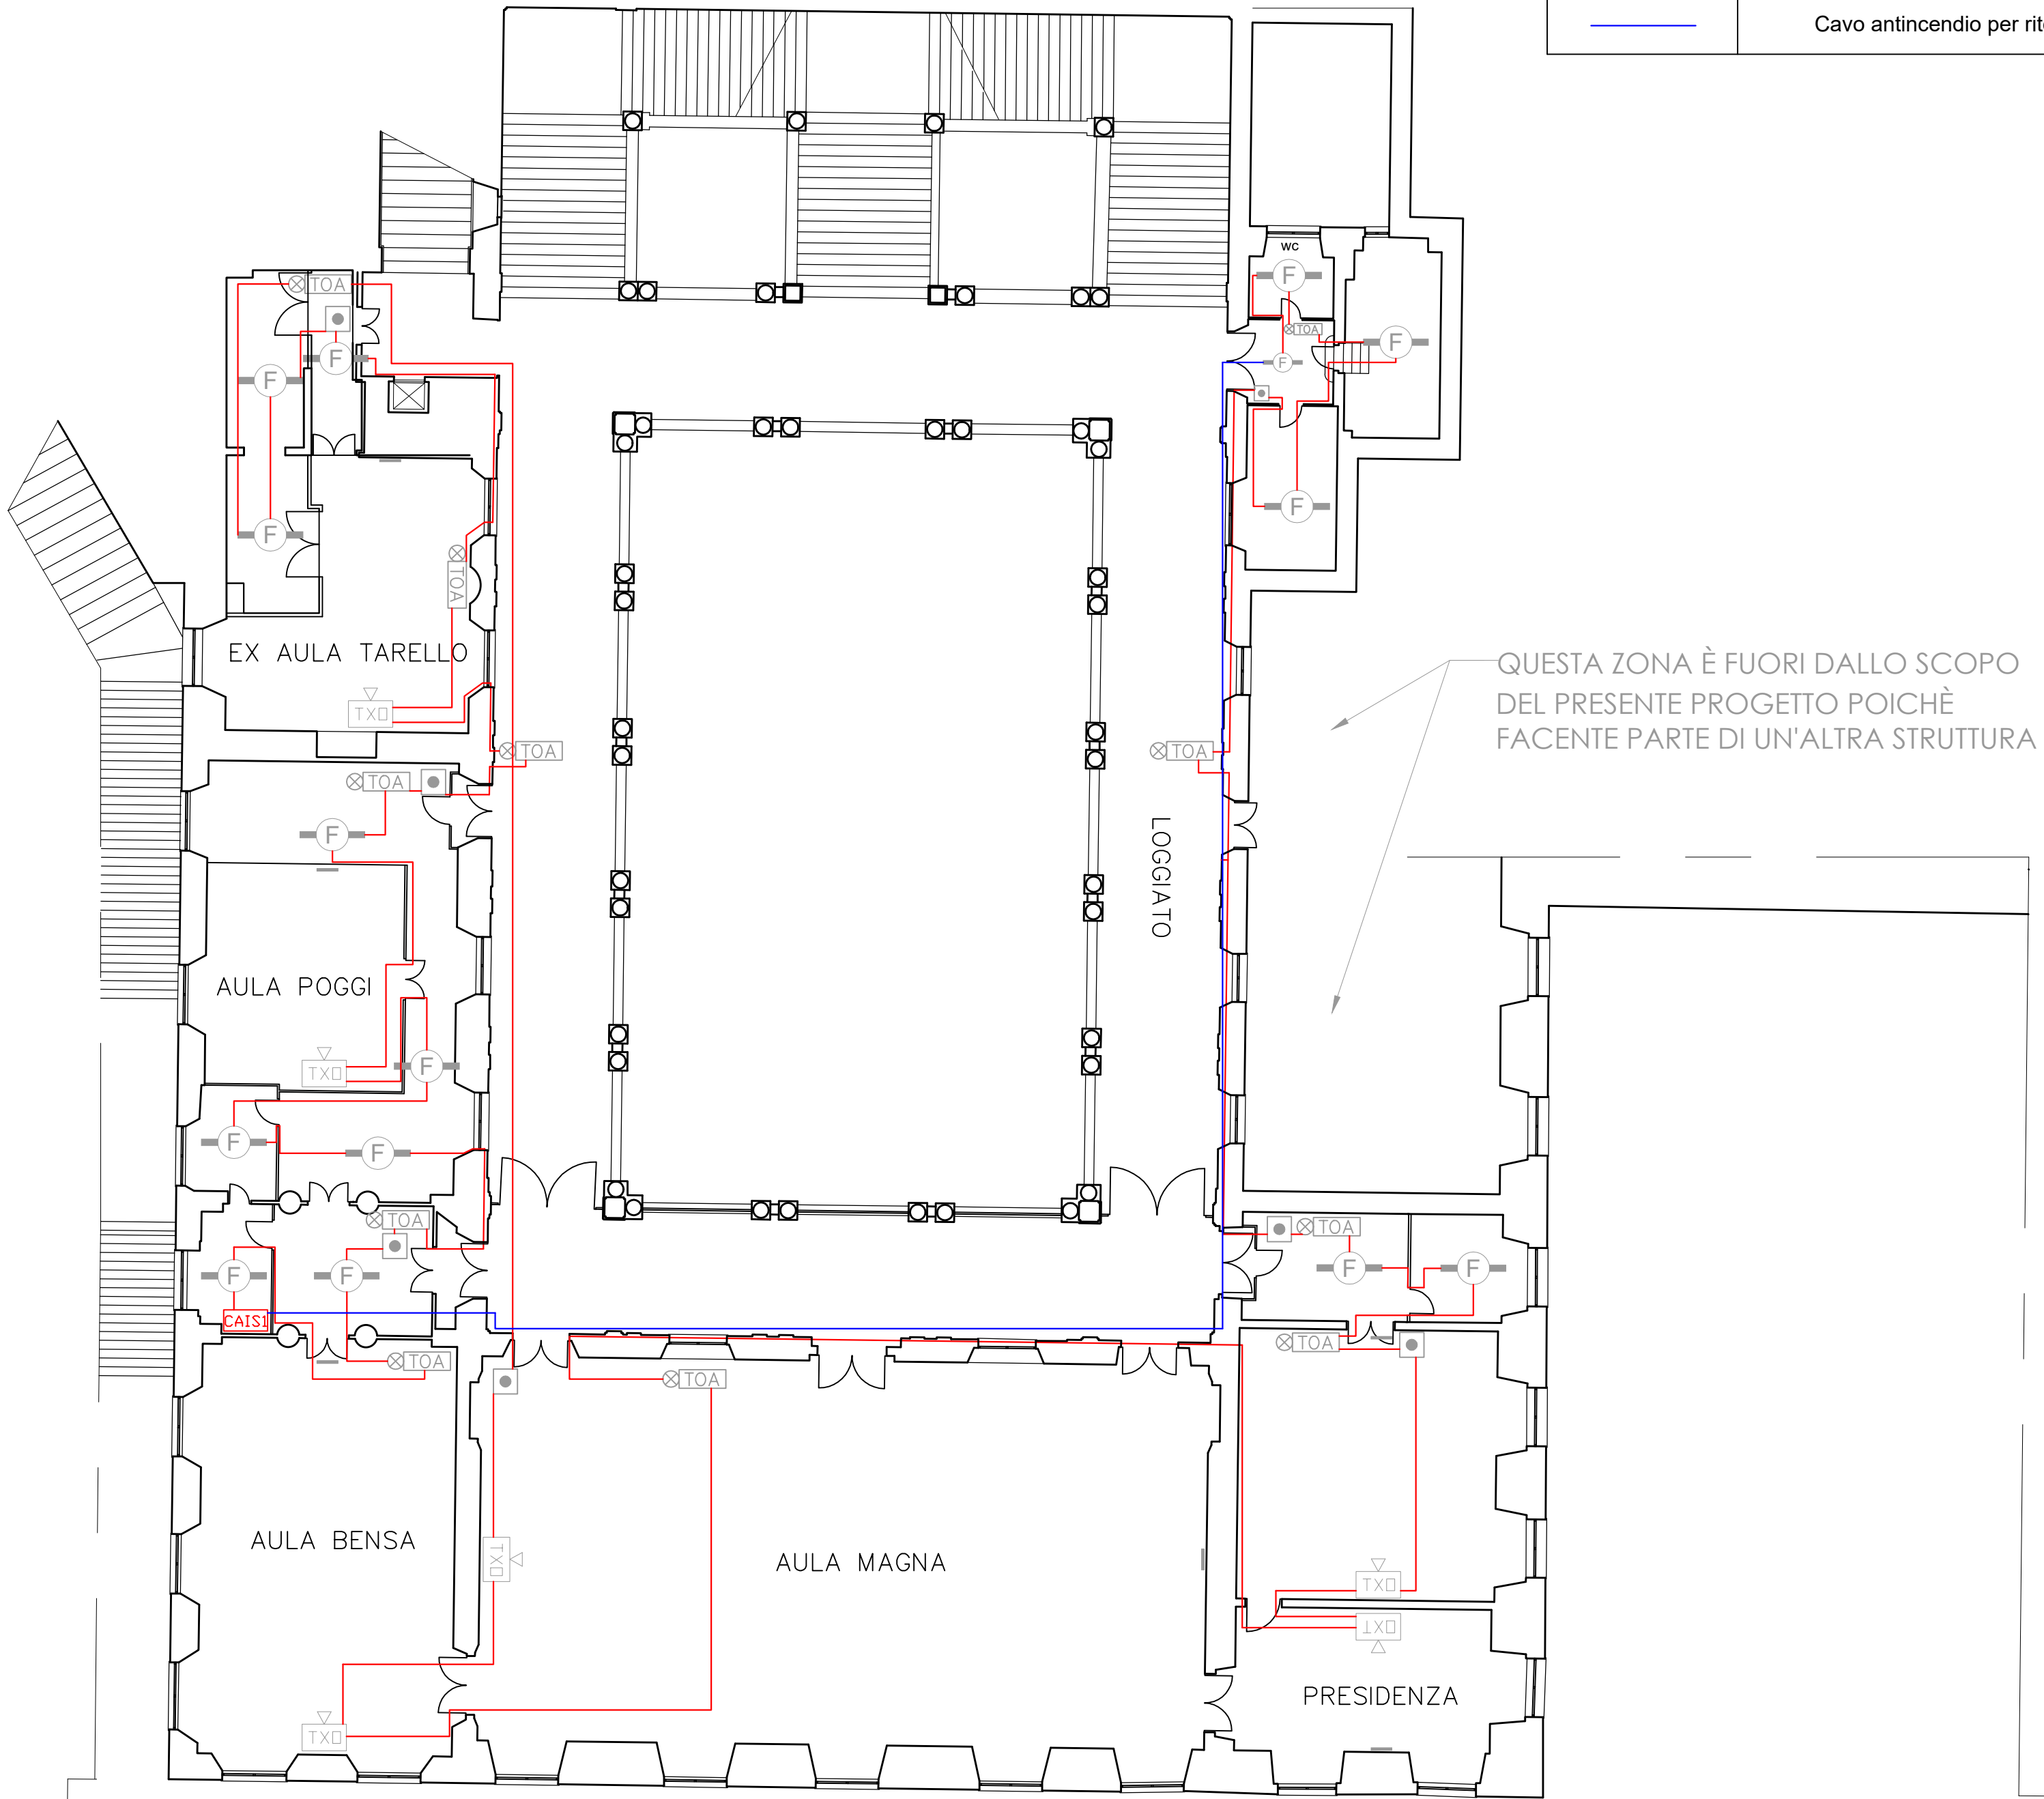 Cavo antincendio per rit
WC
F
TOA
TOA
F
TOA
F
F
F
F
F
F
TOA
EX AULA TARELLO
TX
QUESTA ZONA È FUORI DALLO SCOPO
DEL PRESENTE PROGETTO POICHÈ
FACENTE PARTE DI UN'ALTRA STRUTTURA
TOA
TOA
TOA
F
LOGGIATO
AULA POGGI
TX
F
F
F
TOA
TOA
F
F
F
F
CAIS1
TOA
TOA
TOA
AULA BENSA
TX
AULA MAGNA
TX
TX
PRESIDENZA
TX